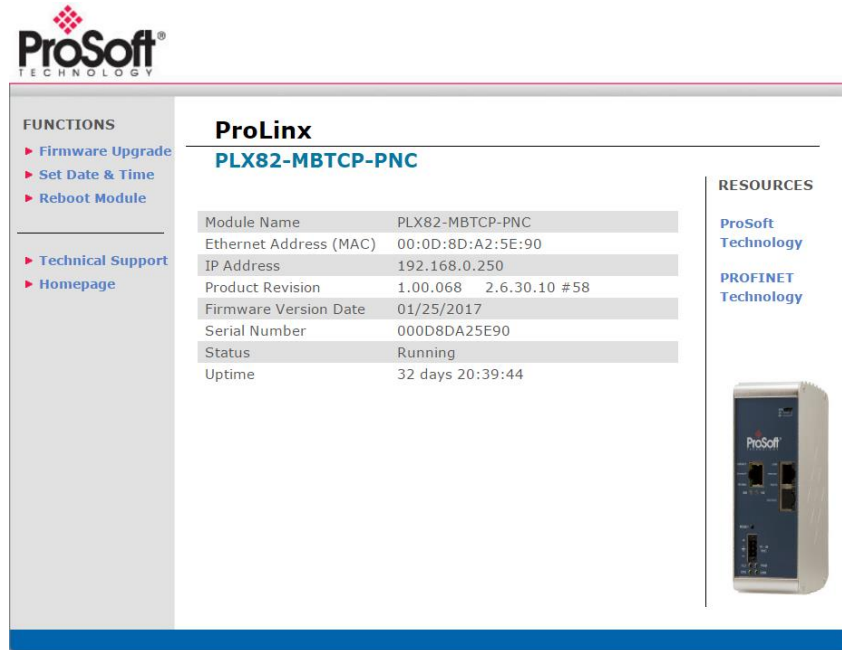 ProSoft®
TECHNOLOGY
FUNCTIONS
Firmware Upgrade
Set Date & Time
Reboot Module
Technical Support
Homepage
ProLinx
PLX82-MBTCP-PNC
Module Name PLX82-MBTCP-PNC
Ethernet Address (MAC) 00:0D:8D:A2:5E:90
IP Address 192.168.0.250
Product Revision 1.00.068 2.6.30.10 #58
Firmware Version Date 01/25/2017
Serial Number 000D8DA25E90
Status Running
Uptime 32 days 20:39:44
RESOURCES
ProSoft
Technology
PROFINET
Technology
ProSoft